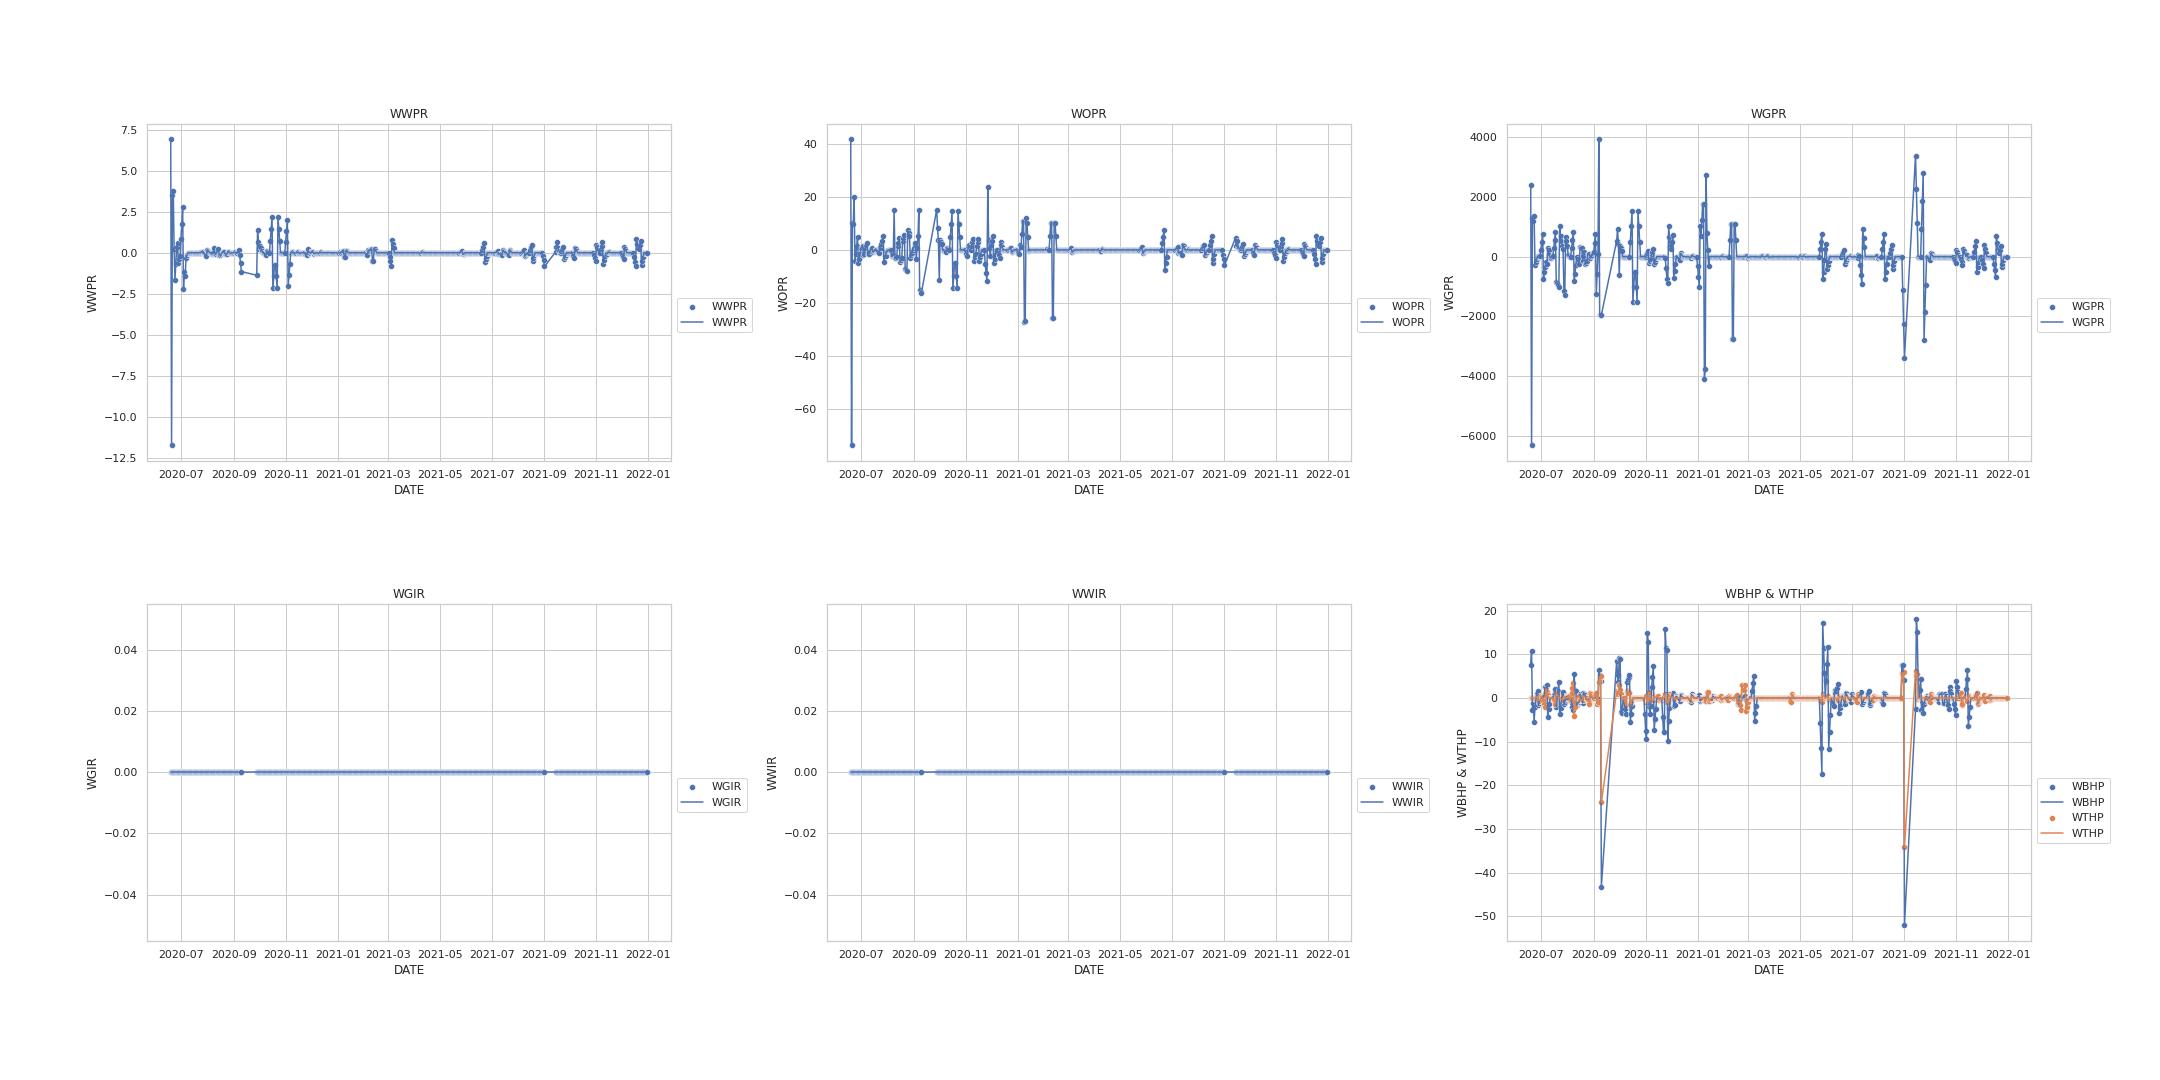 WWPR
7.5
5.0
2.5
0.0
−2.5
−5.0
−7.5
−10.0
−12.5
WWPR
2020-07 2020-09 2020-11 2021-01 2021-03 2021-05 2021-07 2021-09 2021-11 2022-01
DATE
WWPR
WWPR
WOPR
40
20
0
−20
−40
−60
WOPR
2020-07 2020-09 2020-11 2021-01 2021-03 2021-05 2021-07 2021-09 2021-11 2022-01
DATE
WOPR
WOPR
WGPR
4000
2000
0
−2000
−4000
−6000
WGPR
2020-07 2020-09 2020-11 2021-01 2021-03 2021-05 2021-07 2021-09 2021-11 2022-01
DATE
WGPR
WGPR
WGIR
0.04
0.02
0.00
−0.02
−0.04
WGIR
2020-07 2020-09 2020-11 2021-01 2021-03 2021-05 2021-07 2021-09 2021-11 2022-01
DATE
WGIR
WGIR
WWIR
0.04
0.02
0.00
−0.02
−0.04
WWIR
2020-07 2020-09 2020-11 2021-01 2021-03 2021-05 2021-07 2021-09 2021-11 2022-01
DATE
WWIR
WWIR
WBHP & WTHP
20
10
0
−10
−20
−30
−40
−50
WBHP & WTHP
2020-07 2020-09 2020-11 2021-01 2021-03 2021-05 2021-07 2021-09 2021-11 2022-01
DATE
WBHP
WBHP
WTHP
WTHP